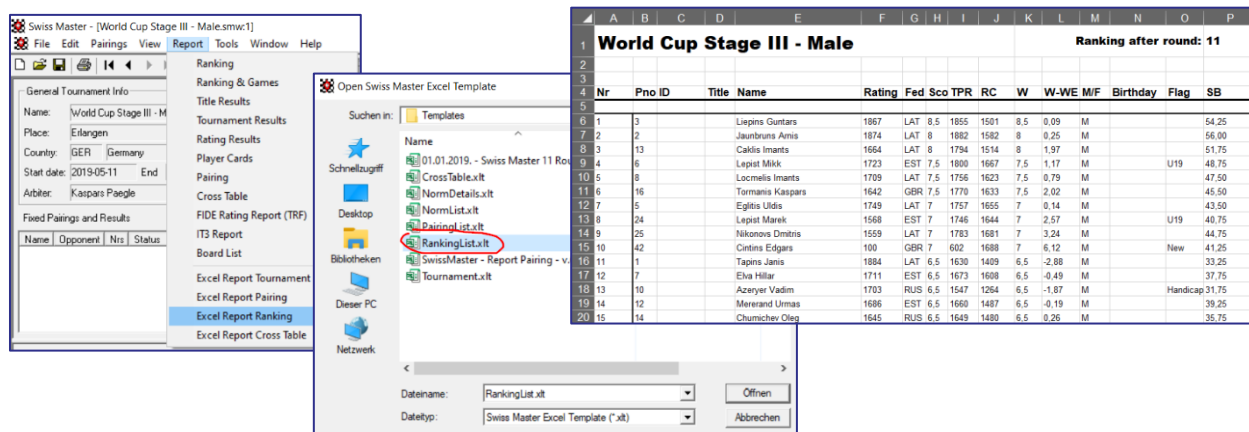 Swiss Master - [World Cup Stage III - Male.smw:1]
File Edit Pairings View Report Tools Window Help
General Tournament Info
Name: World Cup Stage III - M
Place: Erlangen
Country: GER Germany
Start date: 2019-05-11 End
Arbiter: Kaspars Paegle
Fixed Pairings and Results
Name Opponent Nrs Status
Ranking
Ranking & Games
Title Results
Tournament Results
Rating Results
Player Cards
Pairing
Cross Table
FIDE Rating Report (TRF)
IT3 Report
Board List
Excel Report Tournament
Excel Report Pairing
Excel Report Ranking
Excel Report Cross Table
Open Swiss Master Excel Template
Suchen in: Templates
Schnellzugriff
Desktop
Bibliotheken
Dieser PC
Netzwerk
Name
01.01.2019. - Swiss Master 11 Rou
CrossTable.xlt
NormDetails.xlt
NormList.xlt
PairingList.xlt
RankingList.xlt
SwissMaster - Report Pairing - v.
Tournament.xlt
Dateiname: RankingList.xlt Öffnen
Dateityp: Swiss Master Excel Template (*.xlt) Abbrechen
A B C D E F G H I J K L M N O P
1 World Cup Stage III - Male Ranking after round: 11
2
3
4 Nr Pno ID Title Name Rating Fed Sco TPR RC W W-WE M/F Birthday Flag SB
5
6 1 3 Liepins Guntars 1867 LAT 8,5 1855 1501 8,5 0,09 M 54,25
7 2 2 Jaunbruns Arnis 1874 LAT 8 1882 1582 8 0,25 M 56,00
8 3 13 Caklis Imants 1664 LAT 8 1794 1514 8 1,97 M 51,75
9 4 6 Lepist Mikk 1723 EST 7,5 1800 1667 7,5 1,17 M U19 48,75
10 5 8 Locmelis Imants 1709 LAT 7,5 1756 1623 7,5 0,79 M 47,50
11 6 16 Tormanis Kaspars 1642 GBR 7,5 1770 1633 7,5 2,02 M 45,50
12 7 5 Eglitis Uldis 1749 LAT 7 1757 1655 7 0,14 M 43,50
13 8 24 Lepist Marek 1568 EST 7 1746 1644 7 2,57 M U19 40,75
14 9 25 Nikonovs Dmitris 1559 LAT 7 1783 1681 7 3,24 M 44,75
15 10 42 Cintins Edgars 100 GBR 7 602 1688 7 6,12 M New 41,25
16 11 1 Tapins Janis 1884 LAT 6,5 1630 1409 6,5 -2,88 M 33,25
17 12 7 Elva Hillar 1711 EST 6,5 1673 1608 6,5 -0,49 M 37,75
18 13 10 Azeryer Vadim 1703 RUS 6,5 1547 1264 6,5 -1,87 M Handicap 31,75
19 14 12 Mererand Urmas 1686 EST 6,5 1660 1487 6,5 -0,19 M 39,25
20 15 14 Chumichev Oleg 1645 RUS 6,5 1649 1480 6,5 0,26 M 35,75